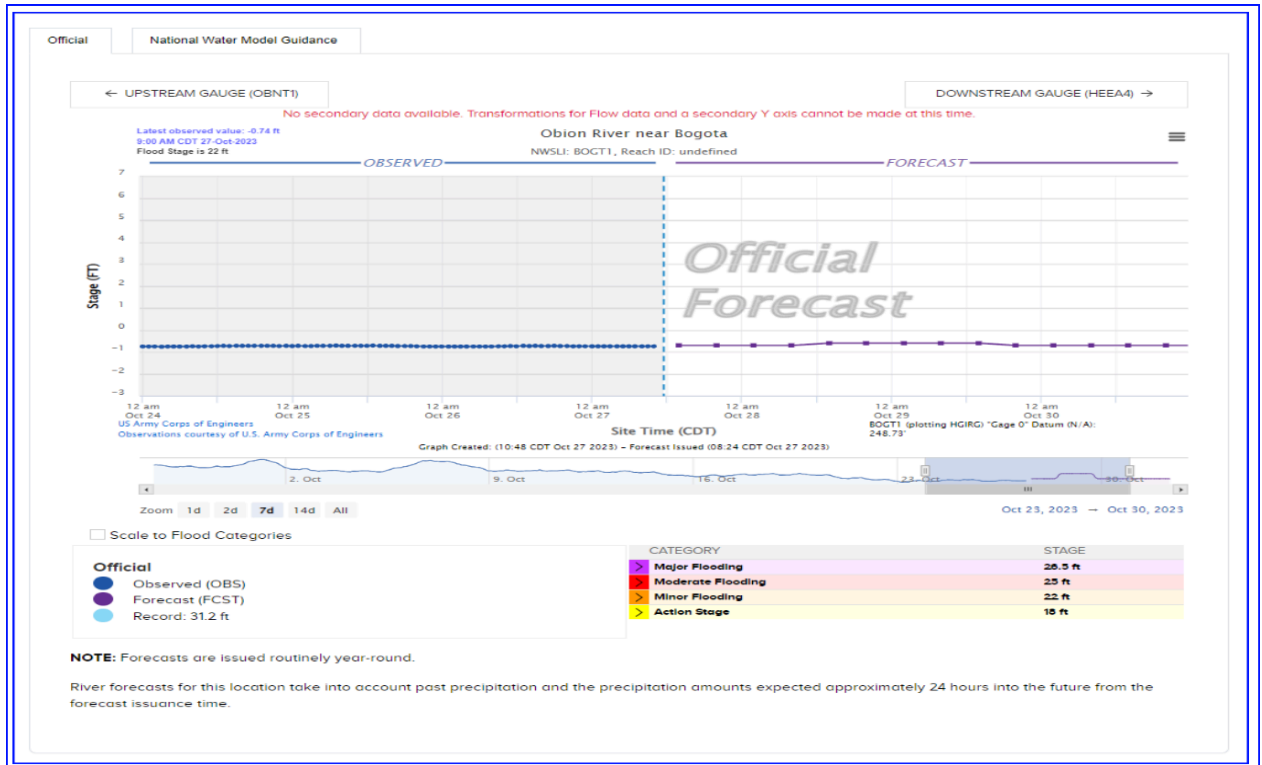 Official
National Water Model Guidance
← UPSTREAM GAUGE (OBNT1)
DOWNSTREAM GAUGE (HEEA4) →
No secondary data available. Transformations for Flow data and a secondary Y axis cannot be made at this time.
Latest observed value: -0.74 ft
9:00 AM CDT 27-Oct-2023
Flood Stage is 22 ft
Obion River near Bogota
NWSLI: BOGT1, Reach ID: undefined
OBSERVED
FORECAST
7
6
5
4
3
2
1
0
-1
-2
-3
Stage (FT)
Official
Forecast
12 am
Oct 24
12 am
Oct 25
12 am
Oct 26
12 am
Oct 27
12 am
Oct 28
12 am
Oct 29
12 am
Oct 30
US Army Corps of Engineers
Observations courtesy of U.S. Army Corps of Engineers
Site Time (CDT)
BOGT1 (plotting HGIRG) "Gage 0" Datum (N/A):
248.73'
Graph Created: (10:48 CDT Oct 27 2023) - Forecast Issued (08:24 CDT Oct 27 2023)
2. Oct
9. Oct
16. Oct
23. Oct
30. Oct
Zoom 1d 2d 7d 14d All
Oct 23, 2023 → Oct 30, 2023
Scale to Flood Categories
Official
Observed (OBS)
Forecast (FCST)
Record: 31.2 ft
CATEGORY STAGE
Major Flooding 26.5 ft
Moderate Flooding 25 ft
Minor Flooding 22 ft
Action Stage 18 ft
NOTE: Forecasts are issued routinely year-round.
River forecasts for this location take into account past precipitation and the precipitation amounts expected approximately 24 hours into the future from the
forecast issuance time.